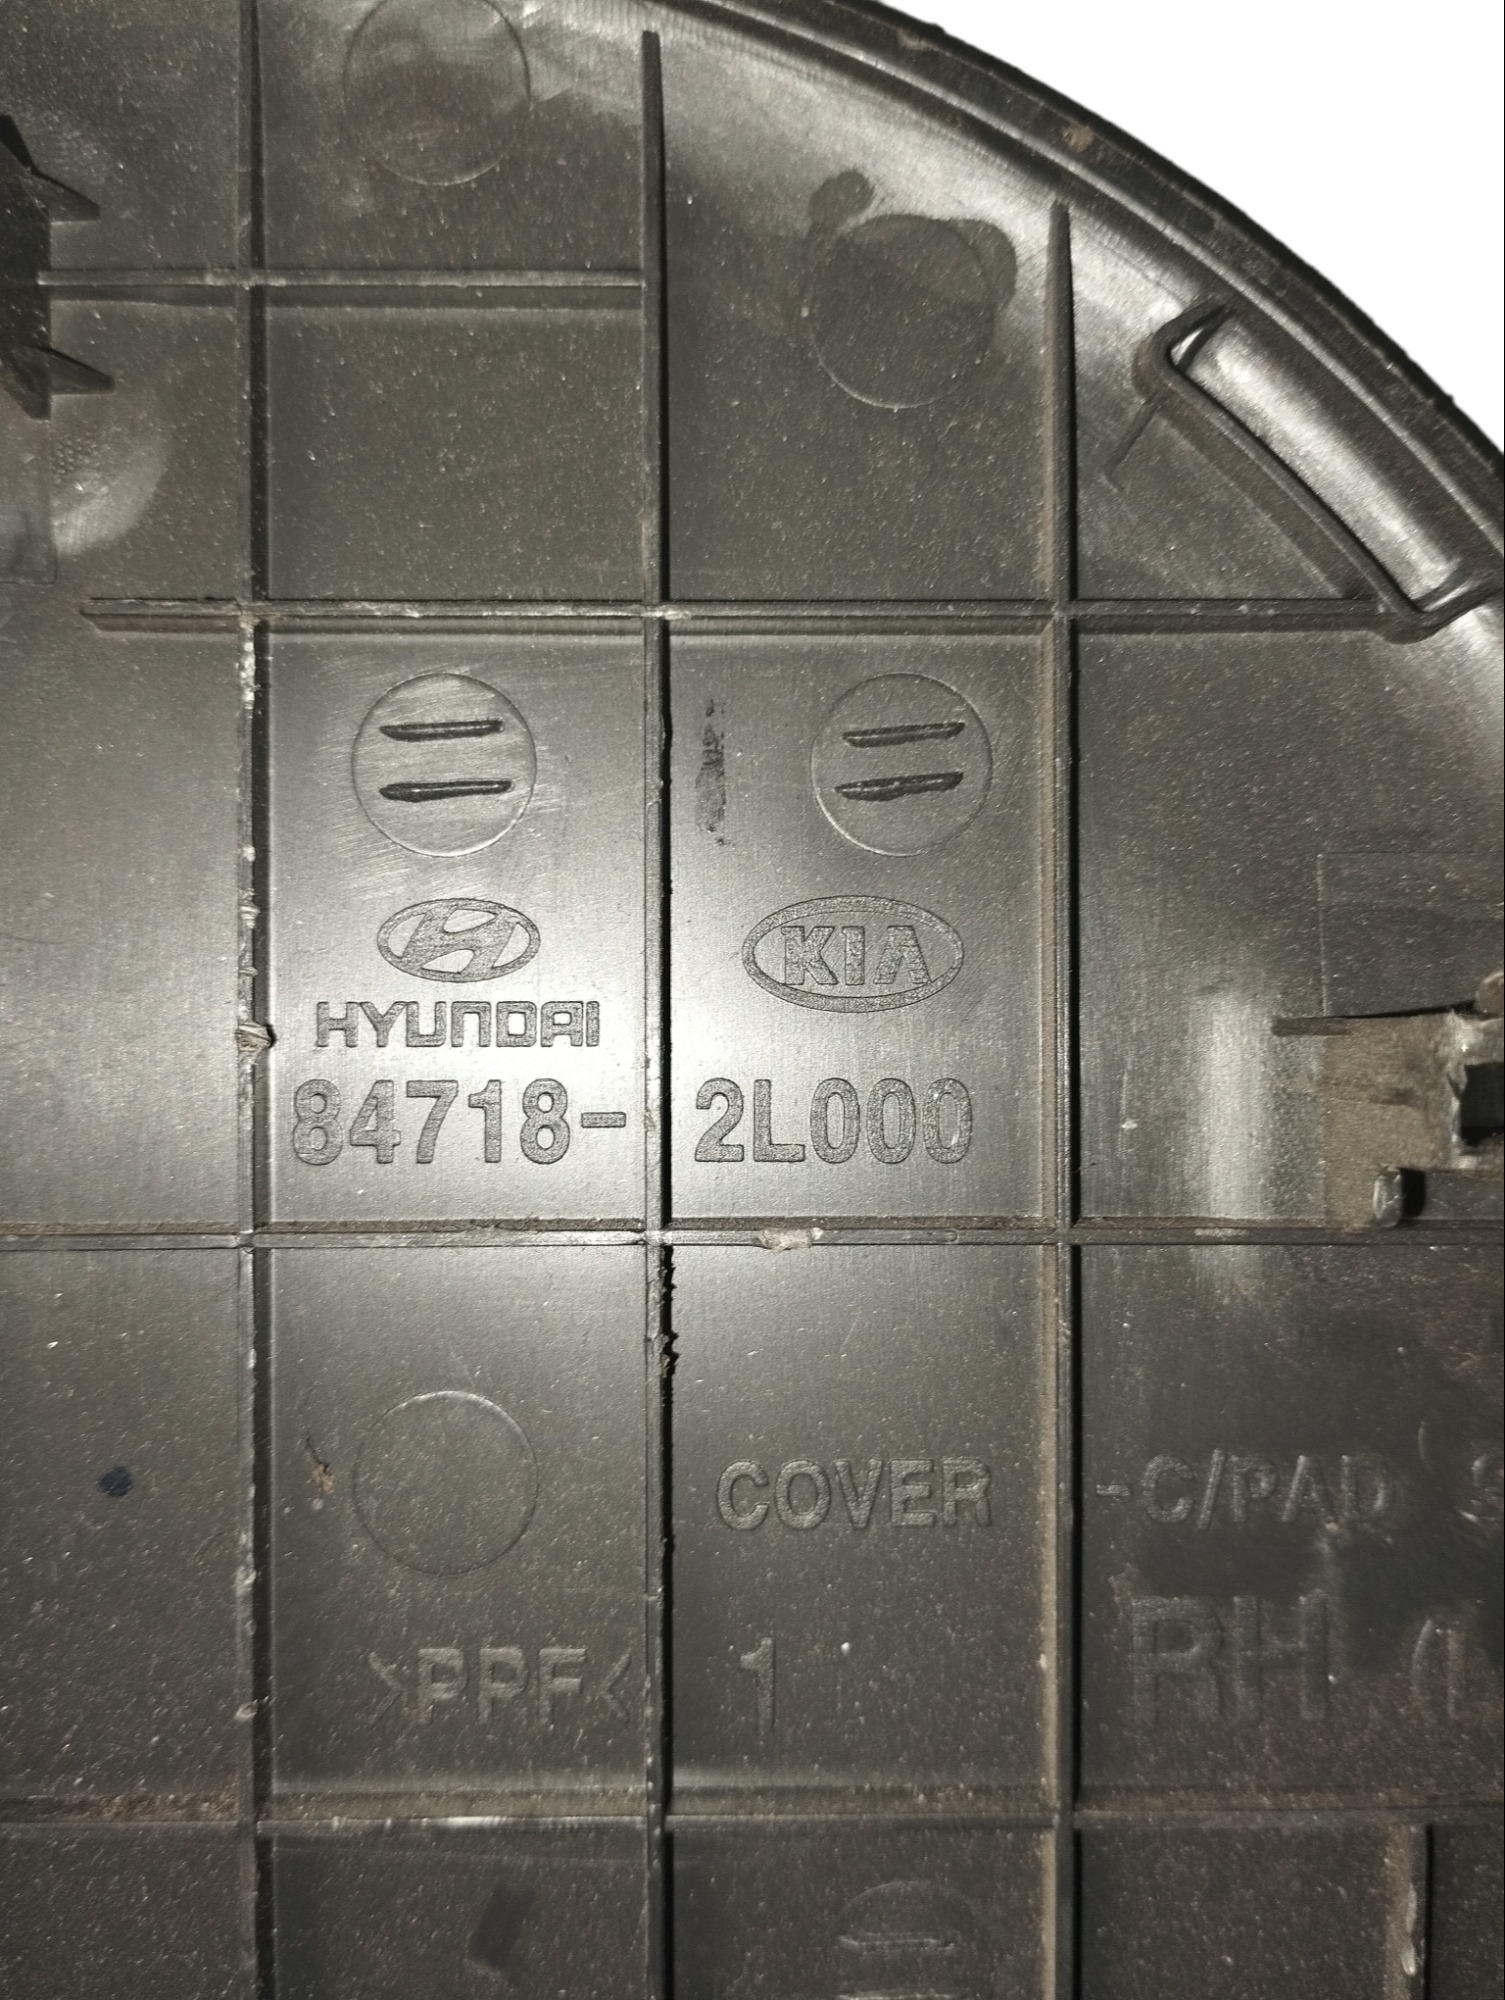 HYUNDAI KIA
84718- 2L000
COVER -C/PAD
>PPF< 1 RH